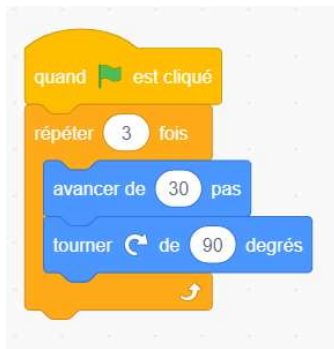 quand est cliqué
répéter 3 fois
avancer de 30 pas
tourner de 90 degrés